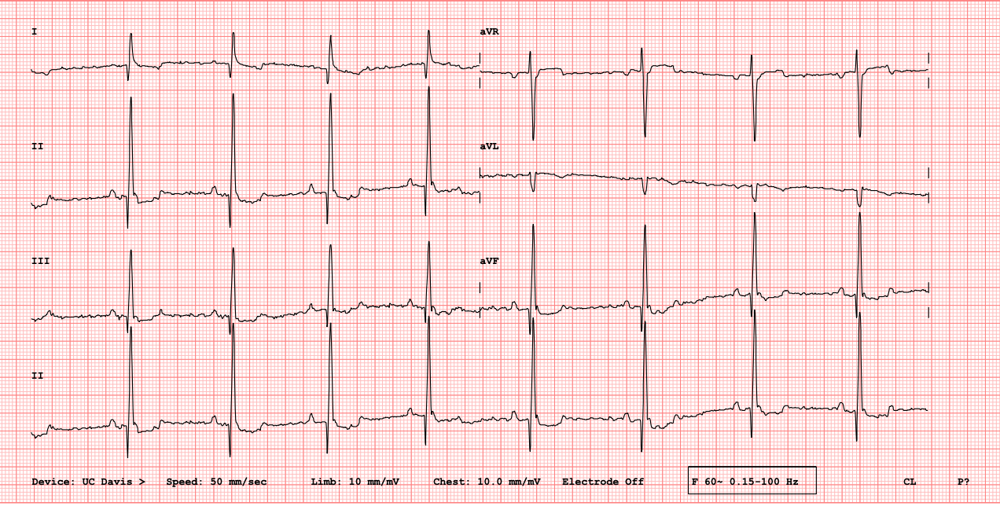 I aVR
II aVL
III aVF
II
Device: UC Davis > Speed: 50 mm/sec Limb: 10 mm/mV Chest: 10.0 mm/mV Electrode Off F 60~ 0.15-100 Hz CL P?